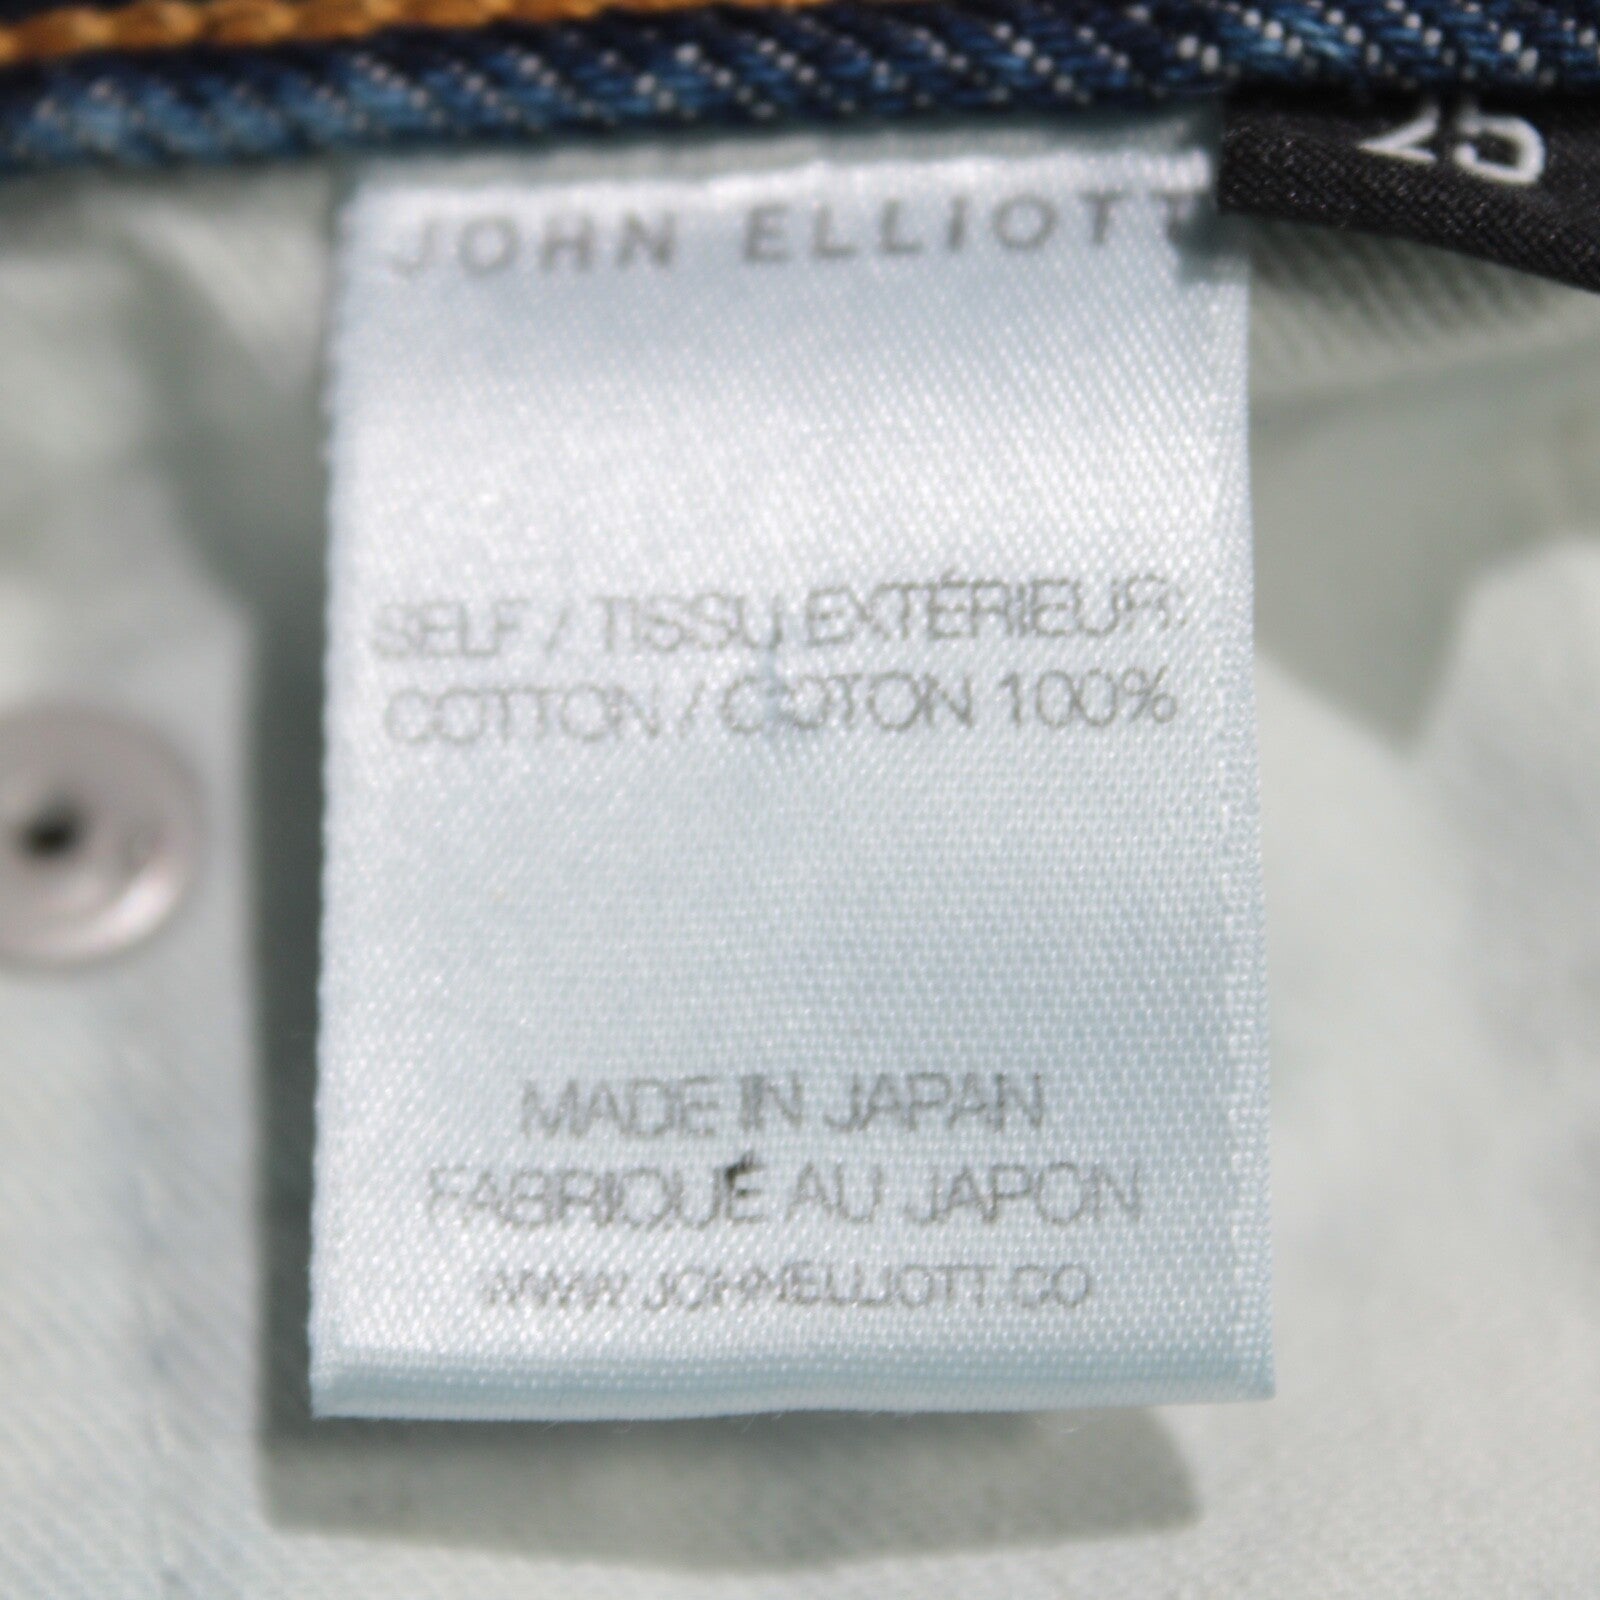 JOHN ELLIOTT
25
SELF / TISSU EXTÉRIEUR:
COTTON / COTON 100%
MADE IN JAPAN
FABRIQUÉ AU JAPON
WWW.JOHNELLIOTT.CO